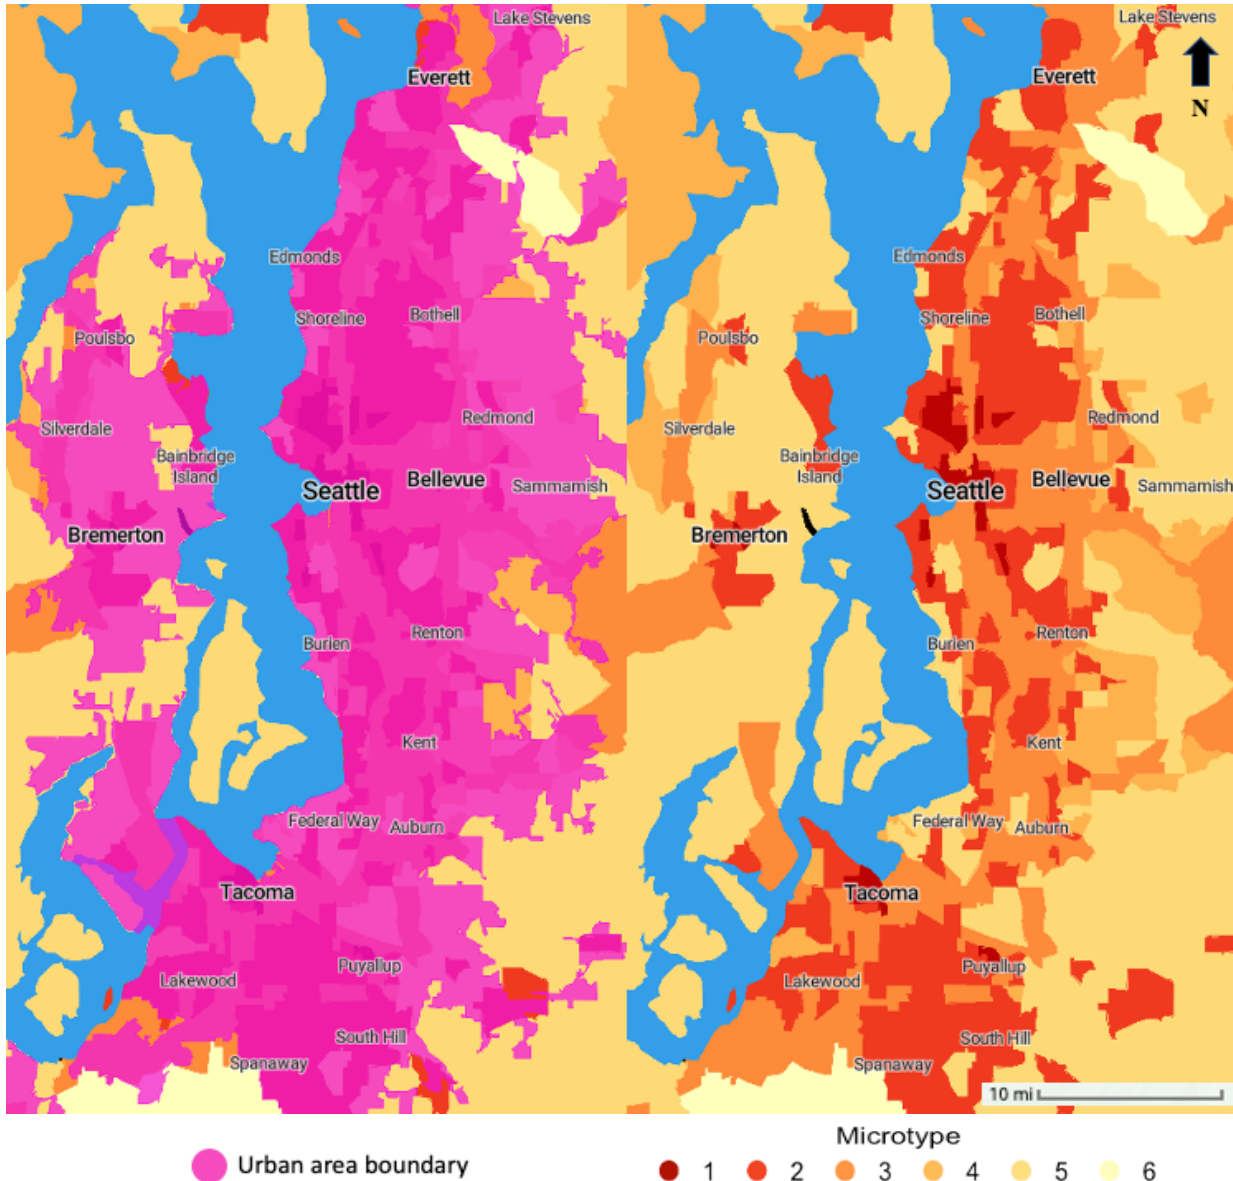 Lake Stevens
Lake Stevens
Everett
Everett
N
Edmonds
Edmonds
Shoreline
Bothell
Shoreline
Bothell
Poulsbo
Poulsbo
Silverdale
Redmond
Silverdale
Redmond
Bainbridge
Island
Bainbridge
Island
Seattle
Bellevue
Sammamish
Seattle
Bellevue
Sammamish
Bremerton
Bremerton
Burien
Renton
Burien
Renton
Kent
Kent
Federal Way
Auburn
Federal Way
Auburn
Tacoma
Tacoma
Lakewood
Puyallup
Lakewood
Puyallup
South Hill
South Hill
Spanaway
Spanaway
10 mi
Urban area boundary
Microtype
1 2 3 4 5 6